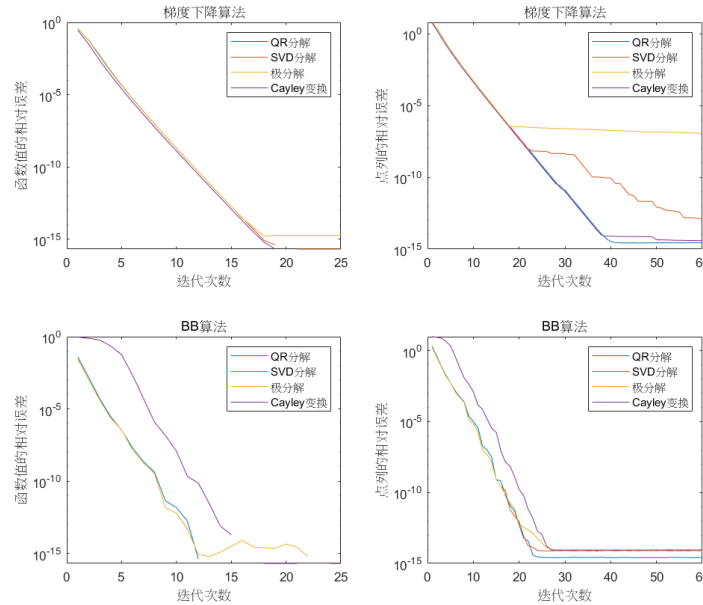 梯度下降算法
函数值的相对误差
10^0
10^-5
10^-10
10^-15
QR分解
SVD分解
极分解
Cayley变换
0 5 10 15 20 25
迭代次数
梯度下降算法
点列的相对误差
10^0
10^-5
10^-10
10^-15
QR分解
SVD分解
极分解
Cayley变换
0 10 20 30 40 50 6
迭代次数
BB算法
函数值的相对误差
10^0
10^-5
10^-10
10^-15
QR分解
SVD分解
极分解
Cayley变换
0 5 10 15 20 25
迭代次数
BB算法
点列的相对误差
10^0
10^-5
10^-10
10^-15
QR分解
SVD分解
极分解
Cayley变换
0 10 20 30 40 50 6
迭代次数